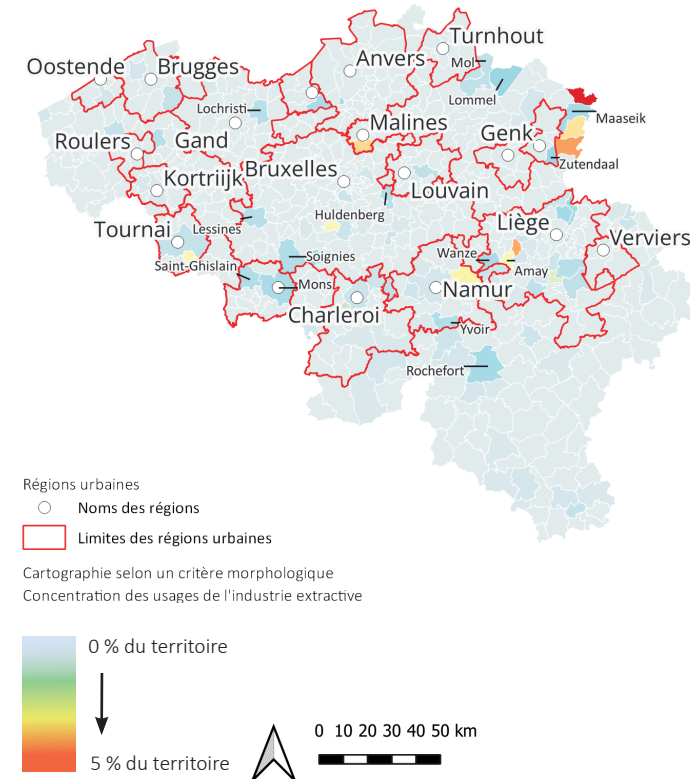 Turnhout
Anvers
Mol
Oostende
Brugges
Lommel
Lochristi
Maaseik
Malines
Roulers
Gand
Genk
Zutendaal
Bruxelles
Kortriijk
Louvain
Huldenberg
Tournai
Lessines
Liège
Verviers
Soignies
Wanze
Saint-Ghislain
Amay
Mons
Namur
Charleroi
Yvoir
Rochefort
Régions urbaines
Noms des régions
Limites des régions urbaines
Cartographie selon un critère morphologique
Concentration des usages de l'industrie extractive
0 % du territoire
5 % du territoire
0 10 20 30 40 50 km